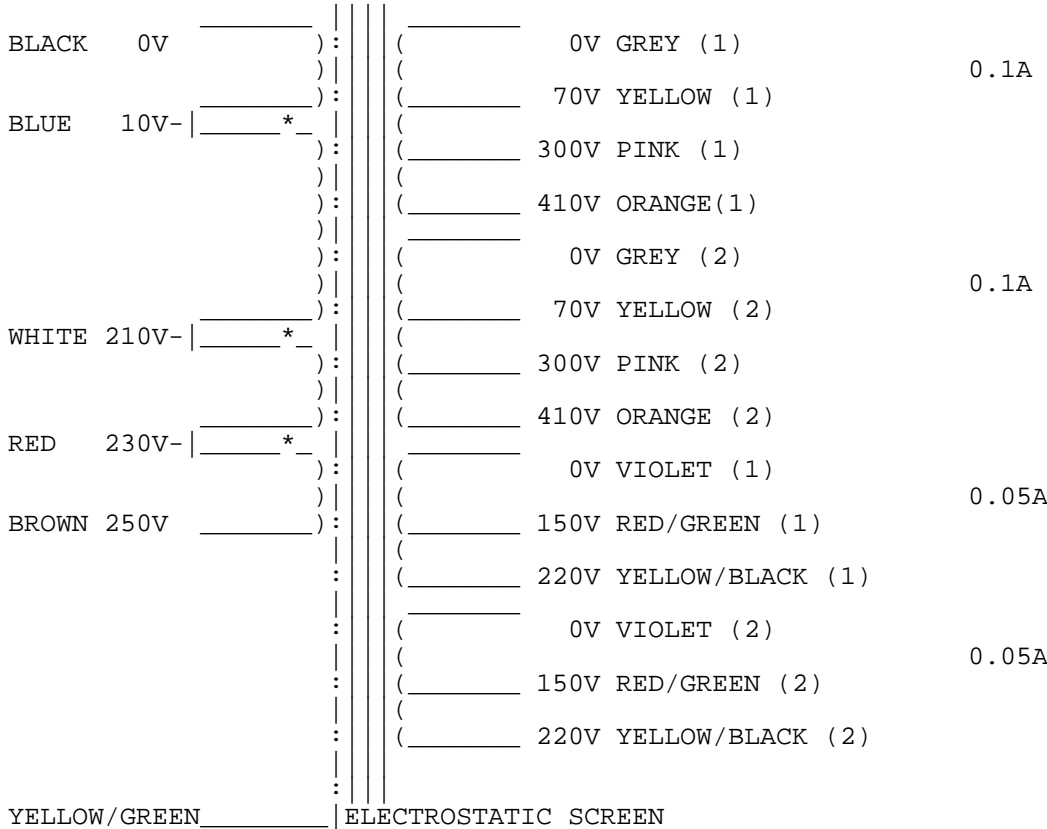 BLACK 0V 0V GREY (1)
0.1A
70V YELLOW (1)
BLUE 10V-
300V PINK (1)
410V ORANGE(1)
0V GREY (2)
0.1A
70V YELLOW (2)
WHITE 210V-
300V PINK (2)
410V ORANGE (2)
RED 230V-
0V VIOLET (1)
0.05A
BROWN 250V 150V RED/GREEN (1)
220V YELLOW/BLACK (1)
0V VIOLET (2)
0.05A
150V RED/GREEN (2)
220V YELLOW/BLACK (2)
YELLOW/GREEN ELECTROSTATIC SCREEN